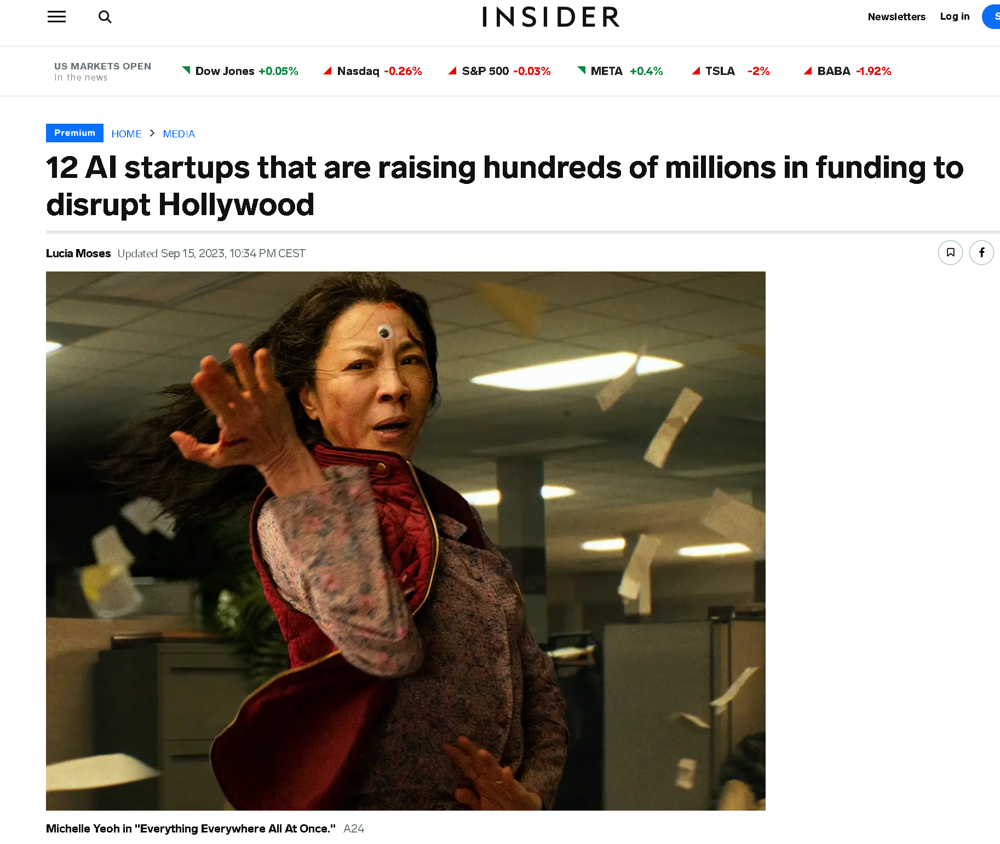 INSIDER
Newsletters Log in S
US MARKETS OPEN
In the news
Dow Jones +0.05% Nasdaq -0.26% S&P 500 -0.03% META +0.4% TSLA -2% BABA -1.92%
Premium HOME > MEDIA
12 AI startups that are raising hundreds of millions in funding to
disrupt Hollywood
Lucia Moses Updated Sep 15, 2023, 10:34 PM CEST
Michelle Yeoh in "Everything Everywhere All At Once." A24